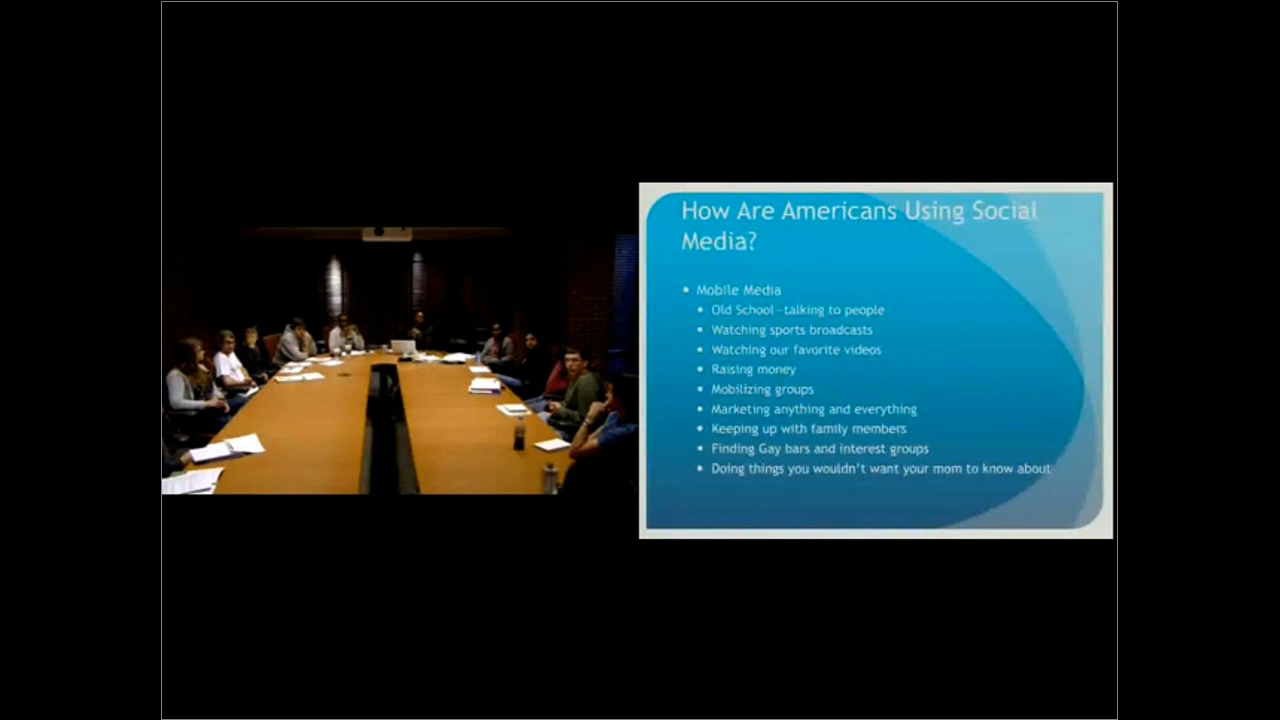 How Are Americans Using Social
Media?
• Mobile Media
• Old School—talking to people
• Watching sports broadcasts
• Watching our favorite videos
• Raising money
• Mobilizing groups
• Marketing anything and everything
• Keeping up with family members
• Finding Gay bars and interest groups
• Doing things you wouldn't want your mom to know about